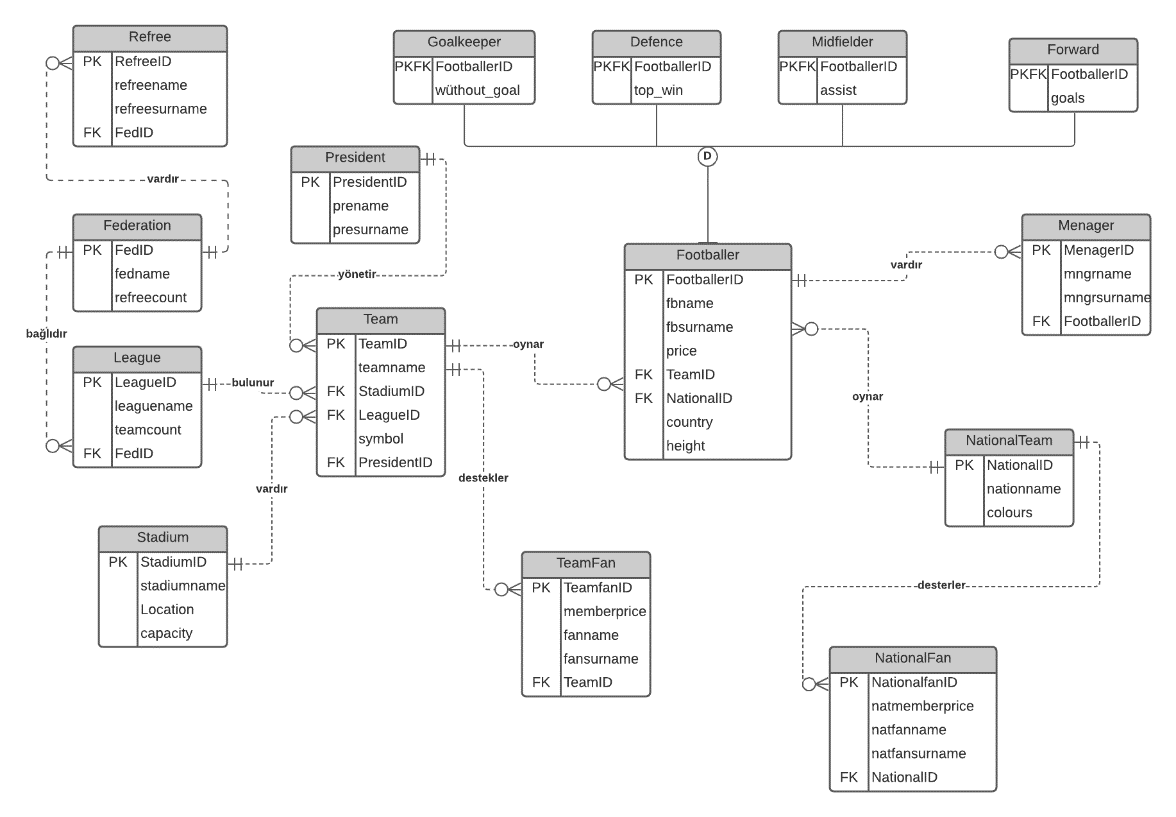 Refree
PK RefreeID
refreename
refreesurname
FK FedID
Goalkeeper
PKFK FootballerID
wüthout_goal
Defence
PKFK FootballerID
top_win
Midfielder
PKFK FootballerID
assist
Forward
PKFK FootballerID
goals
D
vardır
President
PK PresidentID
prename
presurname
yönetir
Federation
PK FedID
fedname
refreecount
bağlıdır
League
PK LeagueID
leaguename
teamcount
FK FedID
bulunur
Team
PK TeamID
teamname
FK StadiumID
FK LeagueID
symbol
FK PresidentID
oynar
Footballer
PK FootballerID
fbname
fbsurname
price
FK TeamID
FK NationalID
country
height
vardır
Menager
PK MenagerID
mngrname
mngrsurname
FK FootballerID
oynar
NationalTeam
PK NationalID
nationname
colours
vardır
destekler
Stadium
PK StadiumID
stadiumname
Location
capacity
TeamFan
PK TeamfanID
memberprice
fanname
fansurname
FK TeamID
desterler
NationalFan
PK NationalfanID
natmemberprice
natfanname
natfansurname
FK NationalID